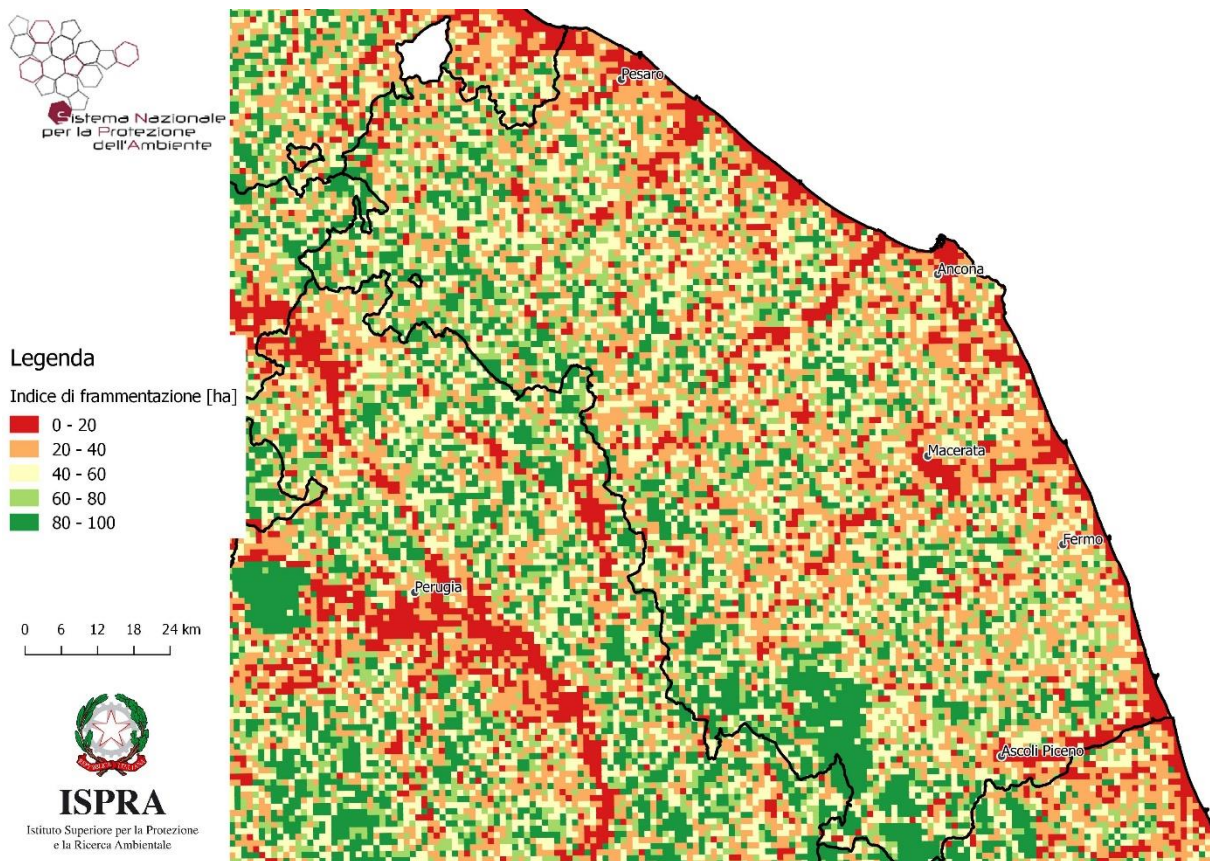 Sistema Nazionale
per la Protezione
dell'Ambiente
Legenda
Indice di frammentazione [ha]
0 - 20
20 - 40
40 - 60
60 - 80
80 - 100
0 6 12 18 24 km
REPVBBLICA ITALIANA
ISPRA
Istituto Superiore per la Protezione
e la Ricerca Ambientale
Pesaro
Ancona
Macerata
Fermo
Perugia
Ascoli Piceno